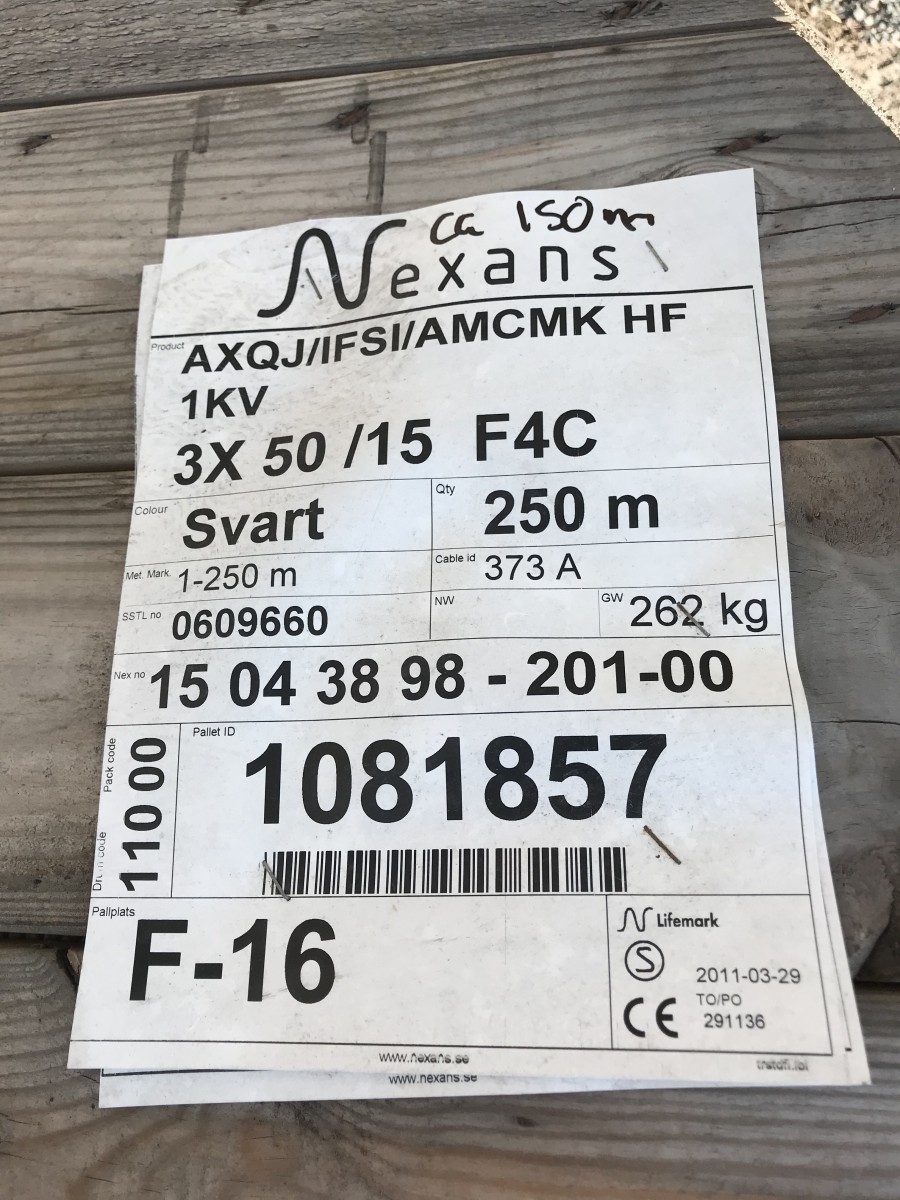 ca 150 m
Nexans
Product AXQJ/IFSI/AMCMK HF
1KV
3X 50 /15 F4C
Colour Svart
Qty 250 m
Met. Mark. 1-250 m
Cable id 373 A
SSTL no 0609660
NW
GW 262 kg
Nex no 15 04 38 98 - 201-00
Pack code 00
Drum code 110
Pallet ID
1081857
Pallplats
F-16
Lifemark
S
CE
2011-03-29
TO/PO
291136
www.nexans.se
www.nexans.se